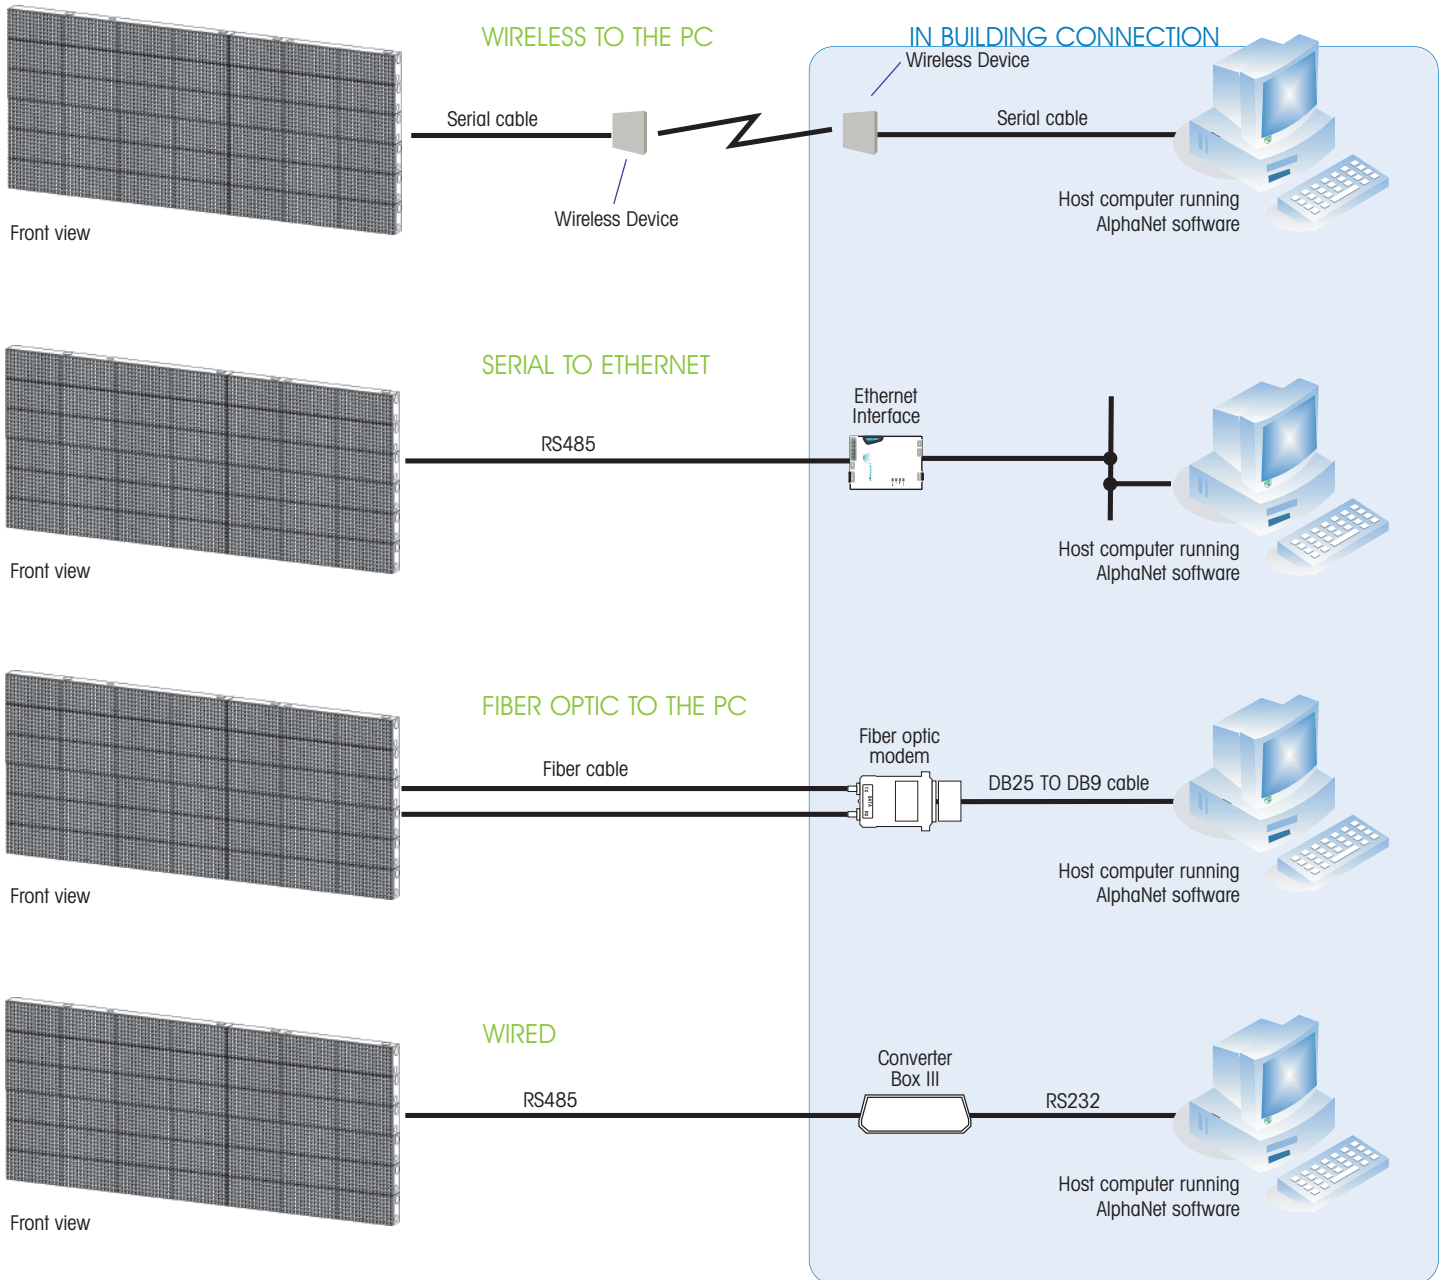 WIRELESS TO THE PC
IN BUILDING CONNECTION
Wireless Device
Serial cable
Serial cable
Wireless Device
Host computer running
AlphaNet software
Front view
SERIAL TO ETHERNET
Ethernet
Interface
RS485
Host computer running
AlphaNet software
Front view
FIBER OPTIC TO THE PC
Fiber optic
modem
Fiber cable
DB25 TO DB9 cable
Host computer running
AlphaNet software
Front view
WIRED
Converter
Box III
RS485
RS232
Host computer running
AlphaNet software
Front view